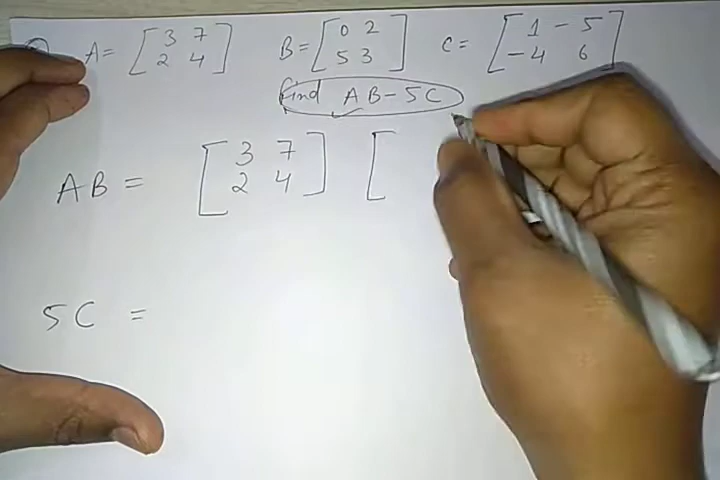 A = [ 3 7 B = [ 0 2 C = [ 1 - 5
2 4 ] 5 3 ] - 4 6 ]
Find AB - 5C
AB = [ 3 7 [
2 4 ]
5C =